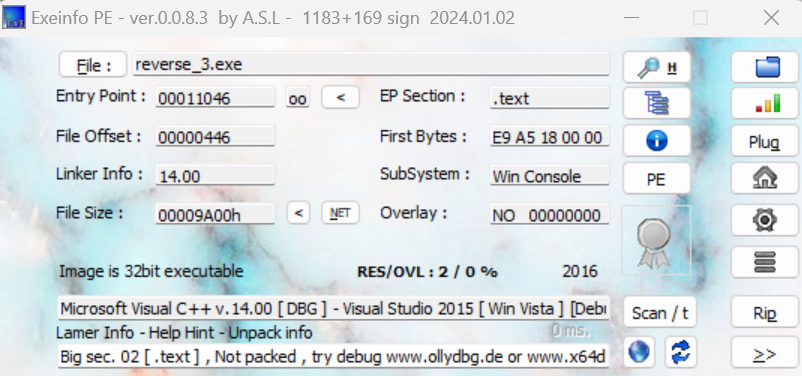 Exeinfo PE - ver.0.0.8.3 by A.S.L - 1183+169 sign 2024.01.02
File : reverse_3.exe H
Entry Point : 00011046 oo < EP Section : .text
File Offset : 00000446 First Bytes : E9 A5 18 00 00 Plug
Linker Info : 14.00 SubSystem : Win Console PE
File Size : 00009A00h < NET Overlay : NO 00000000
Image is 32bit executable RES/OVL : 2 / 0 % 2016
Microsoft Visual C++ v.14.00 [ DBG ] - Visual Studio 2015 [ Win Vista ] [Debu Scan / t Rip
Lamer Info - Help Hint - Unpack info 0 ms.
Big sec. 02 [ .text ] , Not packed , try debug www.ollydbg.de or www.x64d >>